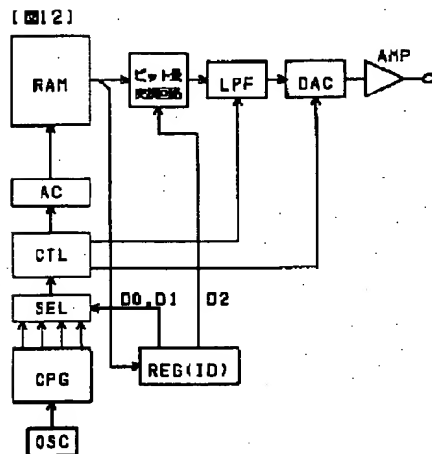 [図12]
AMP
RAM
ビット長
変換回路
LPF
DAC
AC
CTL
SEL
D0,D1
D2
CPG
REG(ID)
OSC